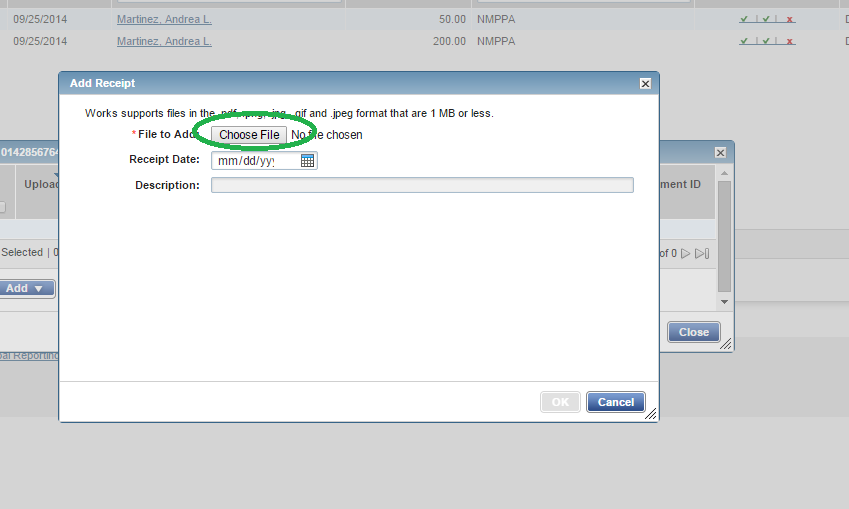 09/25/2014 Martinez, Andrea L. 50.00 NMPPA
09/25/2014 Martinez, Andrea L. 200.00 NMPPA
Add Receipt
Works supports files in the .pdf, .png, .jpg, .gif and .jpeg format that are 1 MB or less.
*File to Add: Choose File No file chosen
Receipt Date: mm/dd/yyy
Description:
OK Cancel
0142856764
Uploa ment ID
Selected | 0 of 0
Add
Close
bal Reporting